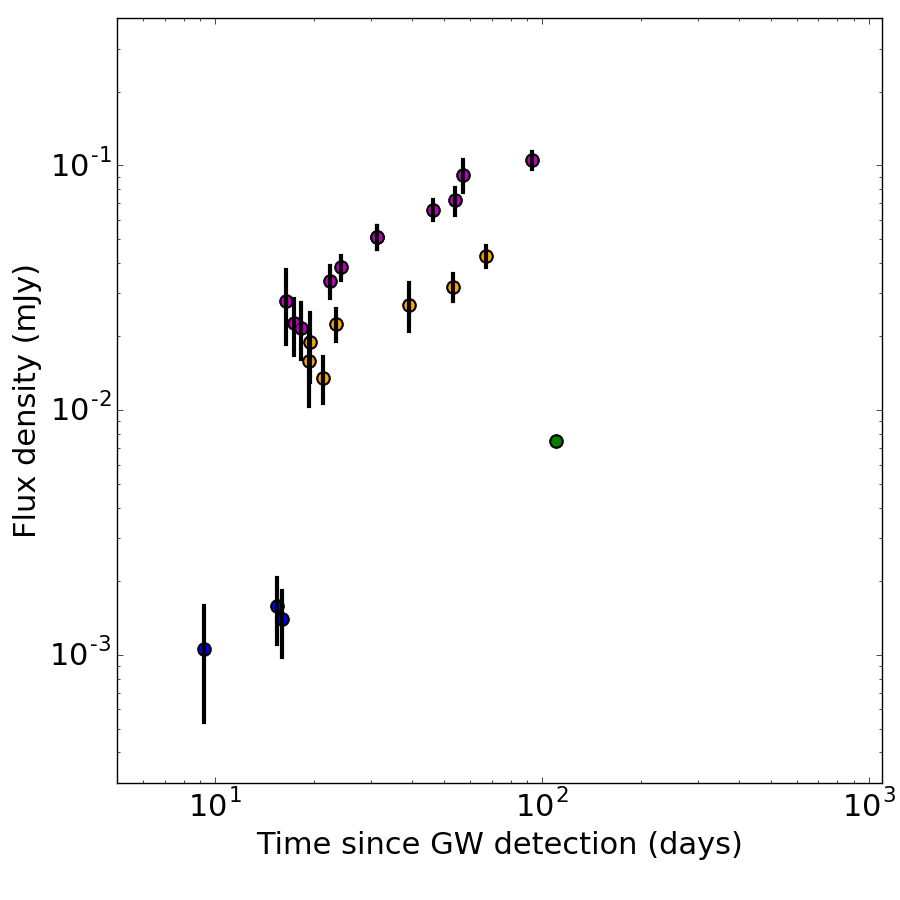 Flux density (mJy)
10^-1
10^-2
10^-3
10^1 10^2 10^3
Time since GW detection (days)